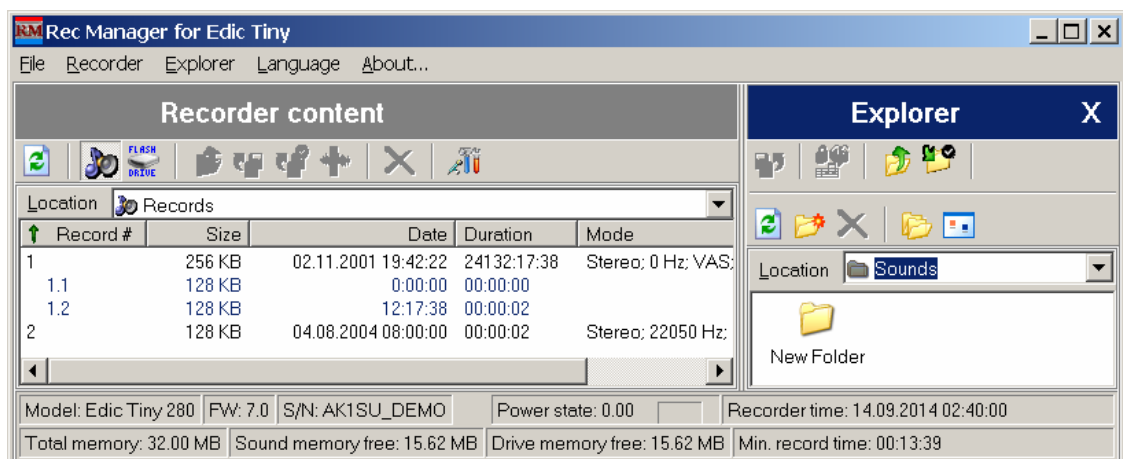 RM Rec Manager for Edic Tiny
File Recorder Explorer Language About...
Recorder content
FLASH DRIVE
Location Records
Record # Size Date Duration Mode
1 256 KB 02.11.2001 19:42:22 24132:17:38 Stereo; 0 Hz; VAS;
1.1 128 KB 0:00:00 00:00:00
1.2 128 KB 12:17:38 00:00:02
2 128 KB 04.08.2004 08:00:00 00:00:02 Stereo; 22050 Hz;
Explorer X
Location Sounds
New Folder
Model: Edic Tiny 280 FW: 7.0 S/N: AK1SU_DEMO Power state: 0.00 Recorder time: 14.09.2014 02:40:00
Total memory: 32.00 MB Sound memory free: 15.62 MB Drive memory free: 15.62 MB Min. record time: 00:13:39